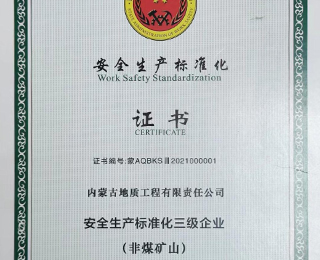 安全生产标准化
Work Safety Standardization
证书
CERTIFICATE
证书编号:蒙AQBKSⅢ2021000001
内蒙古地质工程有限责任公司
安全生产标准化三级企业
(非煤矿山)